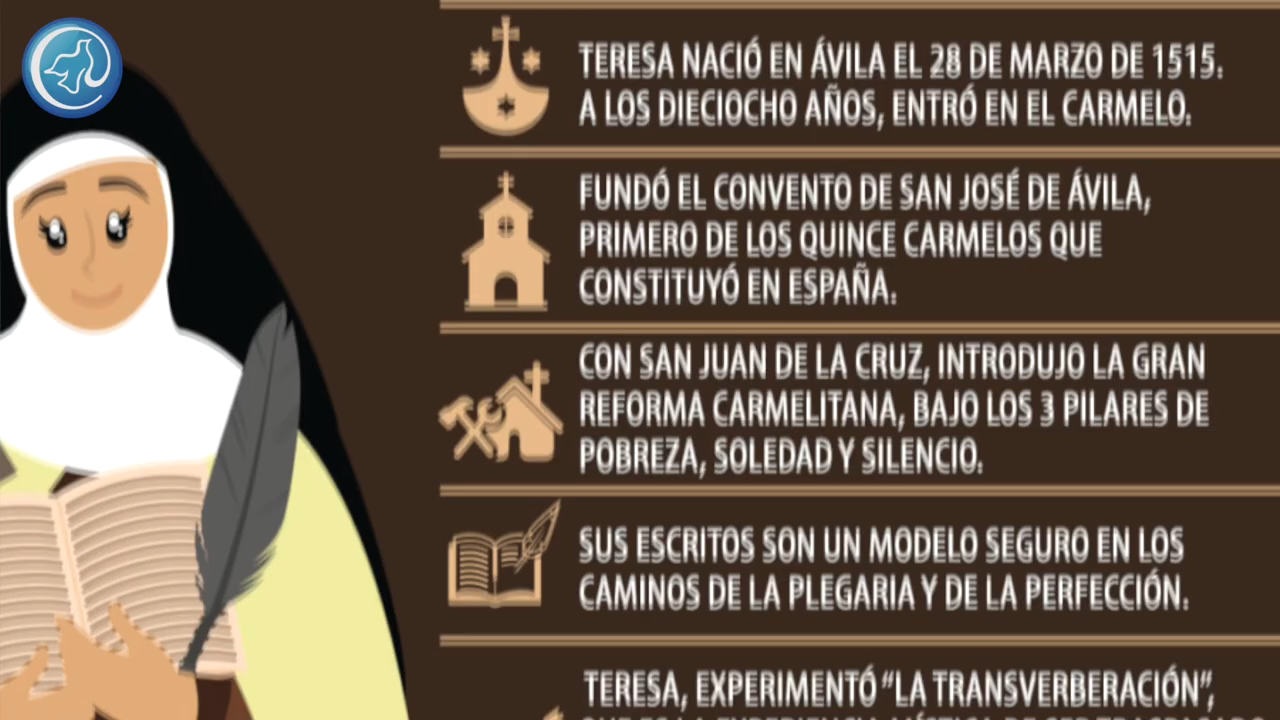 TERESA NACIÓ EN ÁVILA EL 28 DE MARZO DE 1515.
A LOS DIECIOCHO AÑOS, ENTRÓ EN EL CARMELO.
FUNDÓ EL CONVENTO DE SAN JOSÉ DE ÁVILA,
PRIMERO DE LOS QUINCE CARMELOS QUE
CONSTITUYÓ EN ESPAÑA.
CON SAN JUAN DE LA CRUZ, INTRODUJO LA GRAN
REFORMA CARMELITANA, BAJO LOS 3 PILARES DE
POBREZA, SOLEDAD Y SILENCIO.
SUS ESCRITOS SON UN MODELO SEGURO EN LOS
CAMINOS DE LA PLEGARIA Y DE LA PERFECCIÓN.
TERESA, EXPERIMENTÓ "LA TRANSVERBERACIÓN",